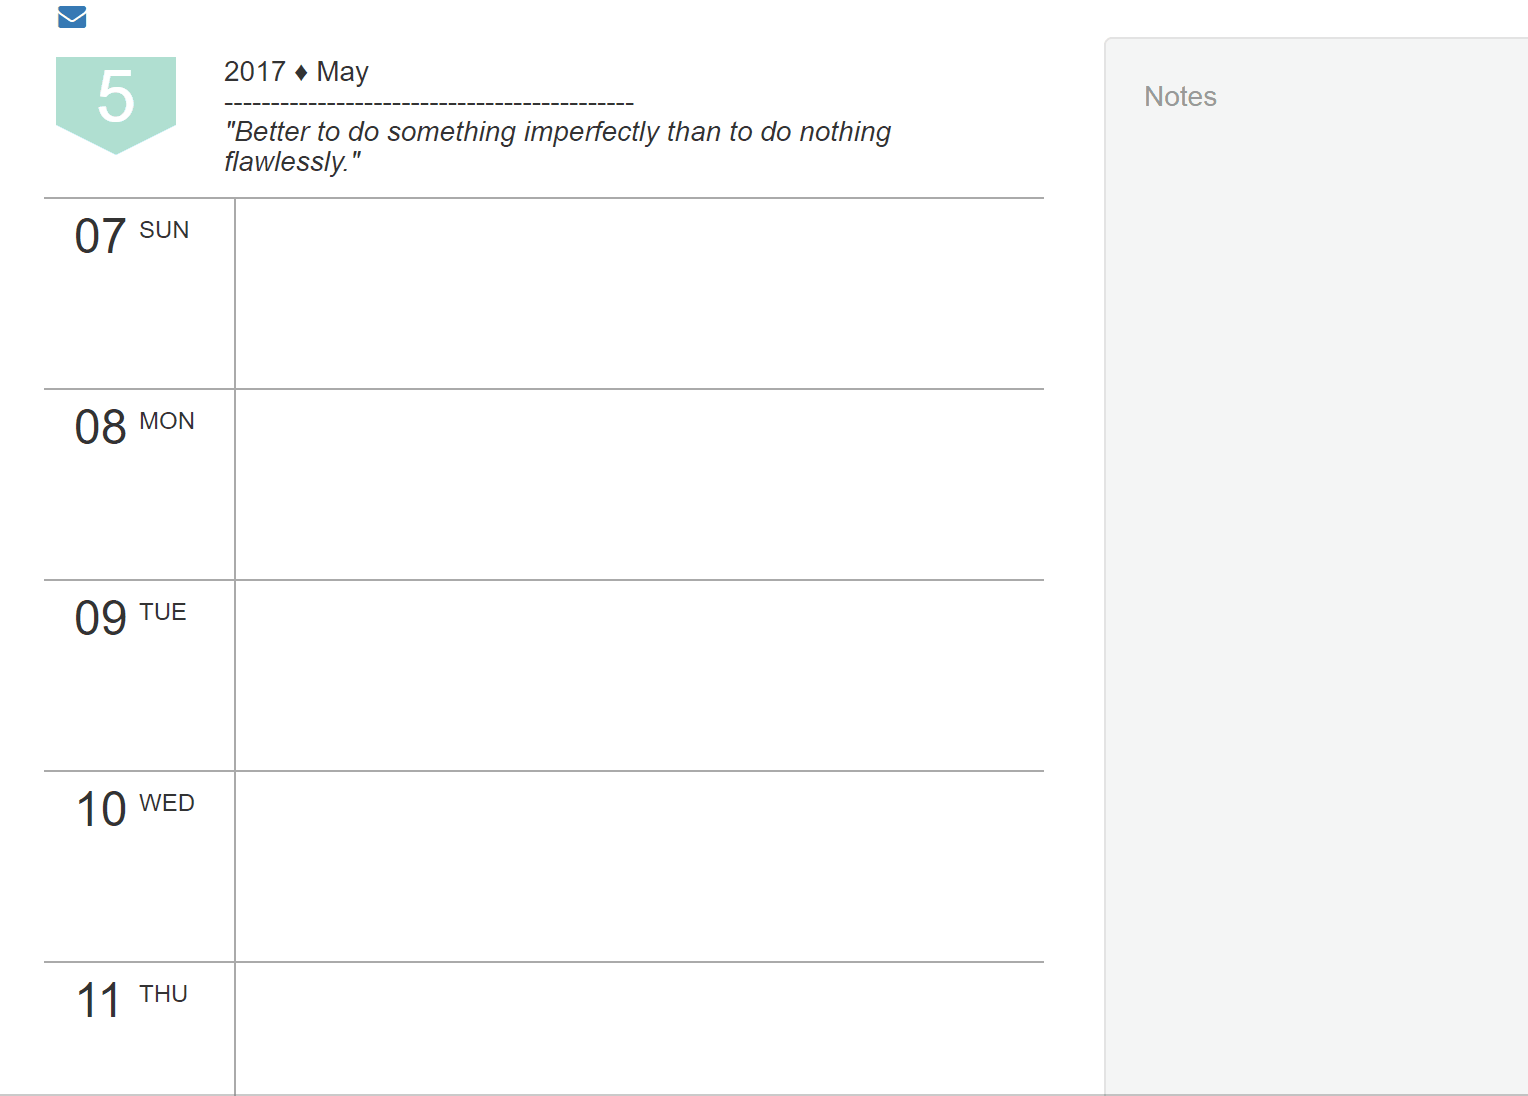 5
2017 ♦ May
--------------------------------------------
"Better to do something imperfectly than to do nothing
flawlessly."
Notes
07 SUN
08 MON
09 TUE
10 WED
11 THU